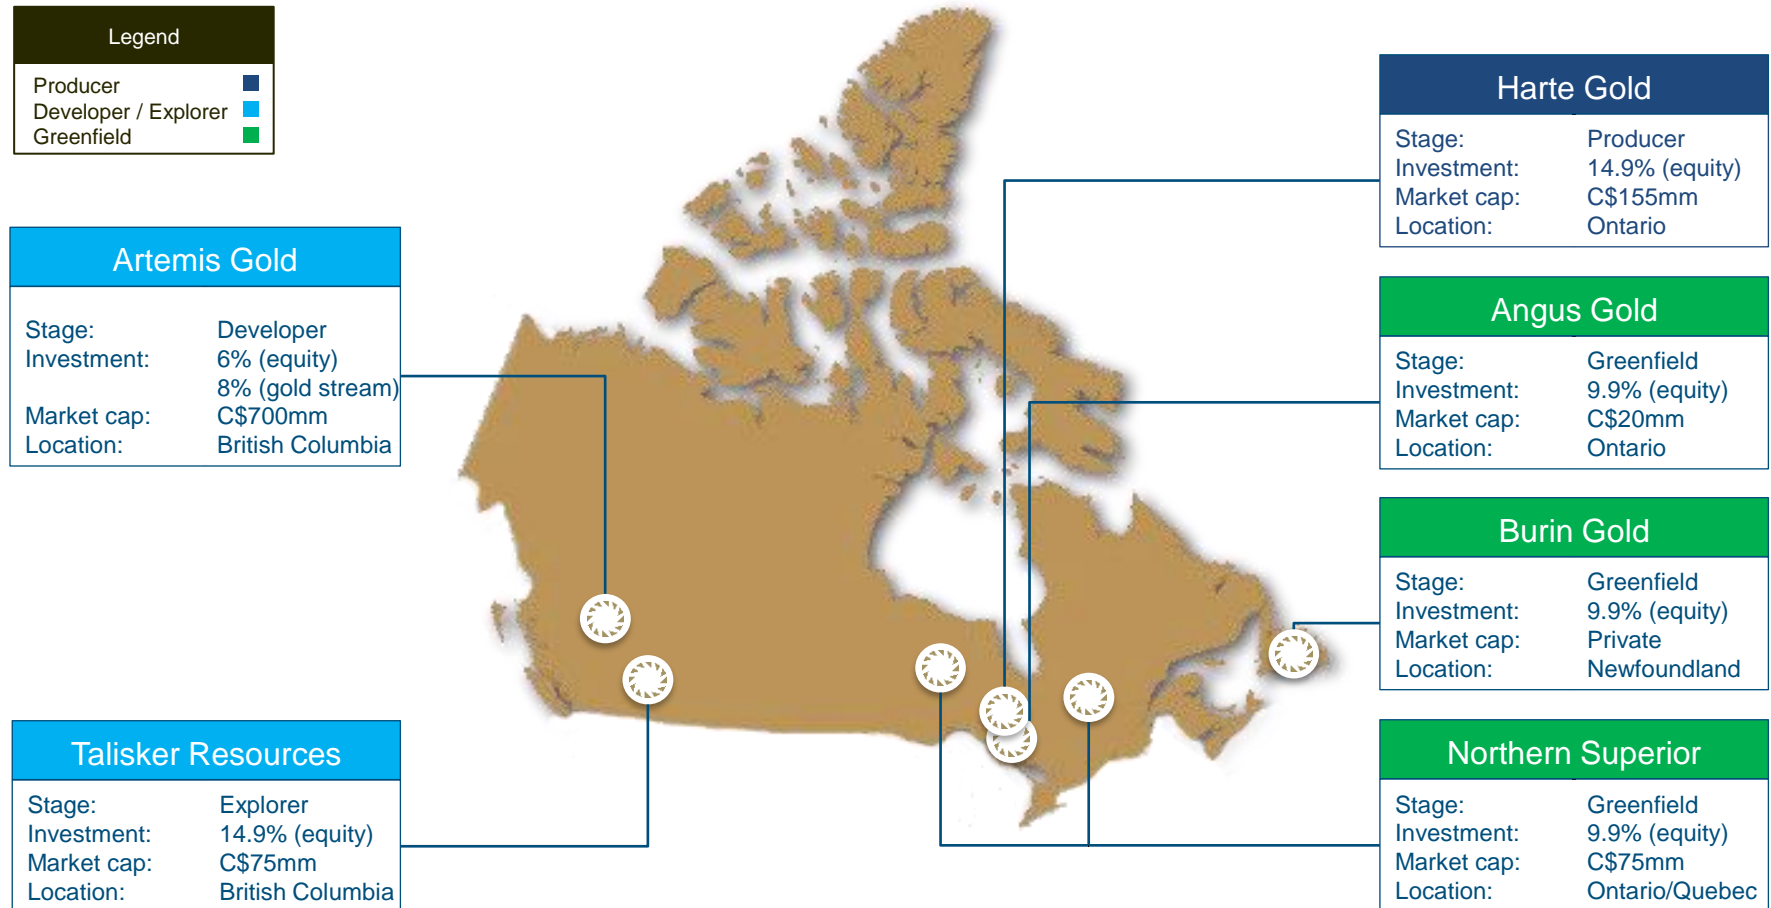 Legend
Producer
Developer / Explorer
Greenfield
Artemis Gold
Stage: Developer
Investment: 6% (equity)
8% (gold stream)
Market cap: C$700mm
Location: British Columbia
Talisker Resources
Stage: Explorer
Investment: 14.9% (equity)
Market cap: C$75mm
Location: British Columbia
Harte Gold
Stage: Producer
Investment: 14.9% (equity)
Market cap: C$155mm
Location: Ontario
Angus Gold
Stage: Greenfield
Investment: 9.9% (equity)
Market cap: C$20mm
Location: Ontario
Burin Gold
Stage: Greenfield
Investment: 9.9% (equity)
Market cap: Private
Location: Newfoundland
Northern Superior
Stage: Greenfield
Investment: 9.9% (equity)
Market cap: C$75mm
Location: Ontario/Quebec